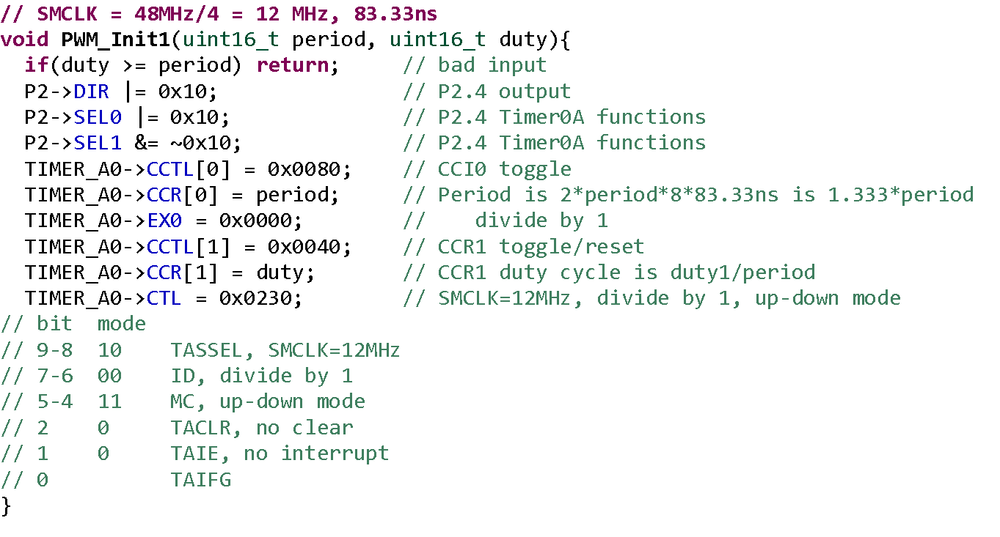 // SMCLK = 48MHz/4 = 12 MHz, 83.33ns
void PWM_Init1(uint16_t period, uint16_t duty){
  if(duty >= period) return;     // bad input
  P2->DIR |= 0x10;               // P2.4 output
  P2->SEL0 |= 0x10;              // P2.4 Timer0A functions
  P2->SEL1 &= ~0x10;             // P2.4 Timer0A functions
  TIMER_A0->CCTL[0] = 0x0080;    // CCI0 toggle
  TIMER_A0->CCR[0] = period;     // Period is 2*period*8*83.33ns is 1.333*period
  TIMER_A0->EX0 = 0x0000;        //    divide by 1
  TIMER_A0->CCTL[1] = 0x0040;    // CCR1 toggle/reset
  TIMER_A0->CCR[1] = duty;       // CCR1 duty cycle is duty1/period
  TIMER_A0->CTL = 0x0230;        // SMCLK=12MHz, divide by 1, up-down mode
// bit  mode
// 9-8  10    TASSEL, SMCLK=12MHz
// 7-6  00    ID, divide by 1
// 5-4  11    MC, up-down mode
// 2    0     TACLR, no clear
// 1    0     TAIE, no interrupt
// 0          TAIFG
}